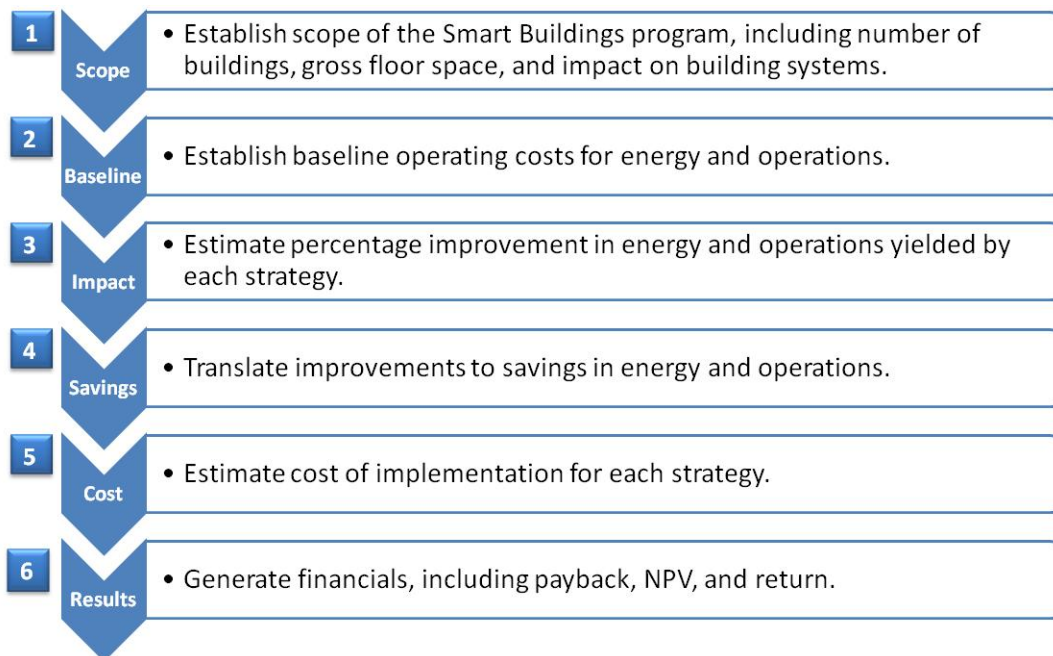 1
Scope
• Establish scope of the Smart Buildings program, including number of
buildings, gross floor space, and impact on building systems.
2
Baseline
• Establish baseline operating costs for energy and operations.
3
Impact
• Estimate percentage improvement in energy and operations yielded by
each strategy.
4
Savings
• Translate improvements to savings in energy and operations.
5
Cost
• Estimate cost of implementation for each strategy.
6
Results
• Generate financials, including payback, NPV, and return.